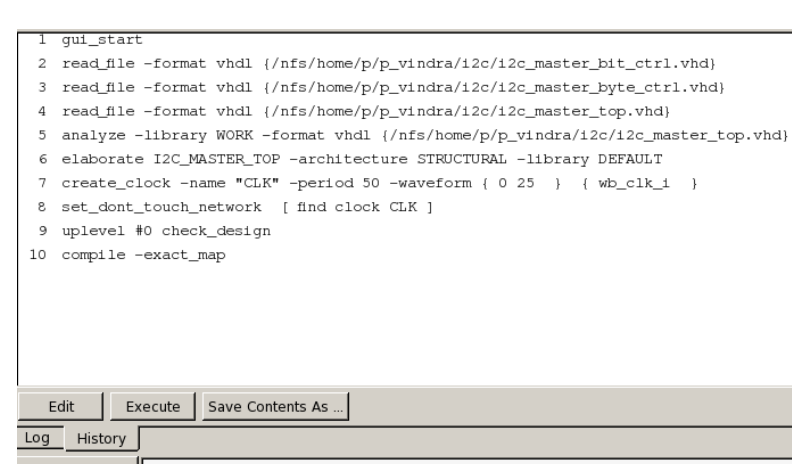 1 gui_start
2 read_file -format vhdl {/nfs/home/p/p_vindra/i2c/i2c_master_bit_ctrl.vhd}
3 read_file -format vhdl {/nfs/home/p/p_vindra/i2c/i2c_master_byte_ctrl.vhd}
4 read_file -format vhdl {/nfs/home/p/p_vindra/i2c/i2c_master_top.vhd}
5 analyze -library WORK -format vhdl {/nfs/home/p/p_vindra/i2c/i2c_master_top.vhd}
6 elaborate I2C_MASTER_TOP -architecture STRUCTURAL -library DEFAULT
7 create_clock -name "CLK" -period 50 -waveform { 0 25 } { wb_clk_i }
8 set_dont_touch_network [ find clock CLK ]
9 uplevel #0 check_design
10 compile -exact_map
Edit Execute Save Contents As ...
Log History